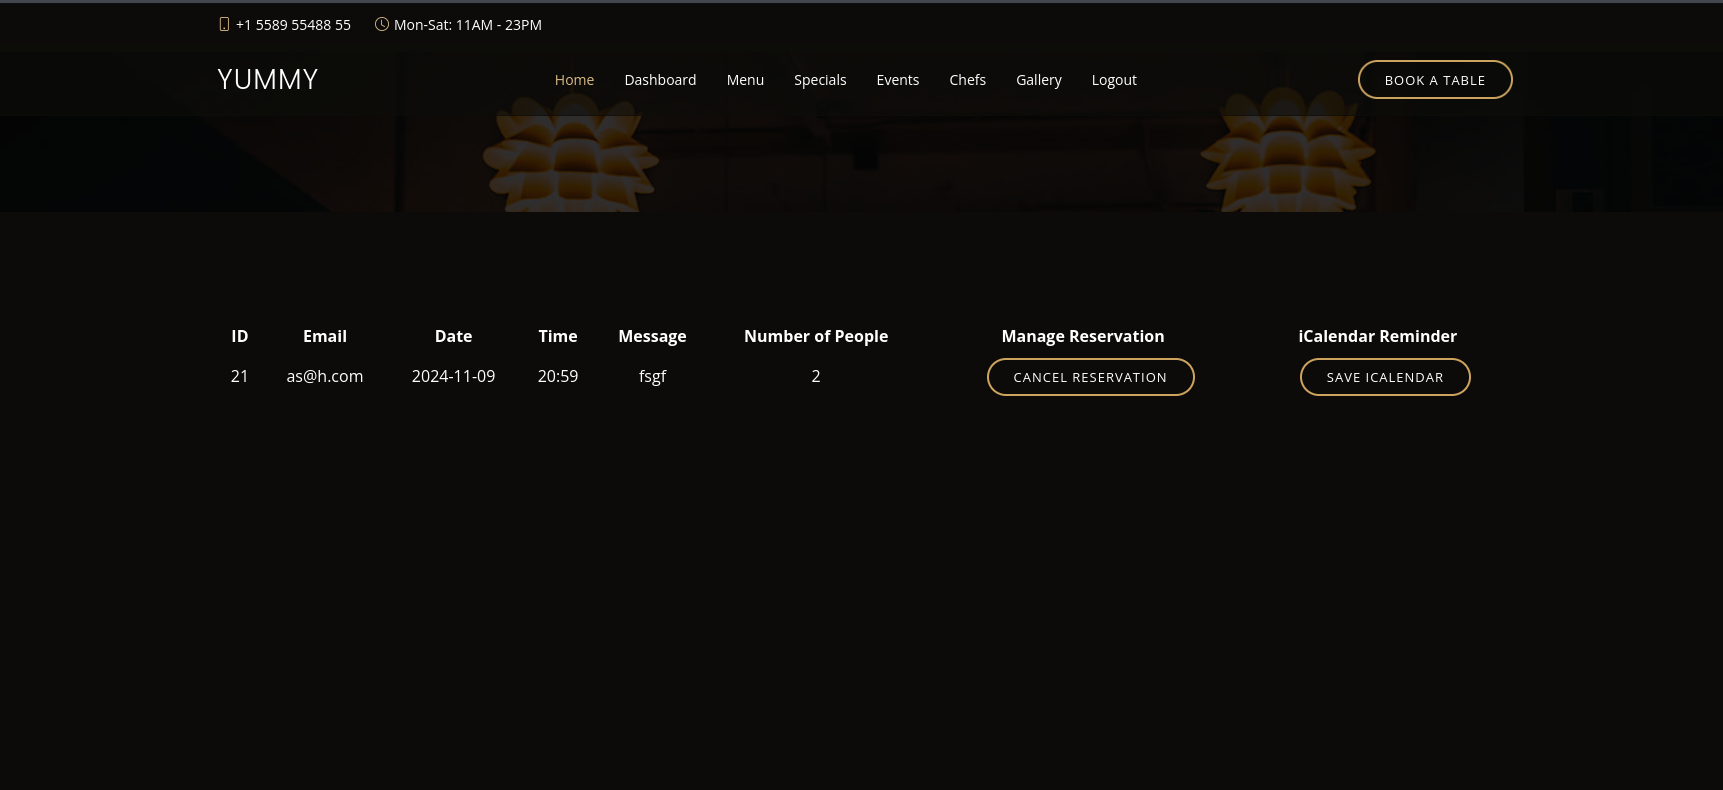 +1 5589 55488 55 Mon-Sat: 11AM - 23PM
YUMMY Home Dashboard Menu Specials Events Chefs Gallery Logout BOOK A TABLE
ID Email Date Time Message Number of People Manage Reservation iCalendar Reminder
21 as@h.com 2024-11-09 20:59 fsgf 2 CANCEL RESERVATION SAVE ICALENDAR